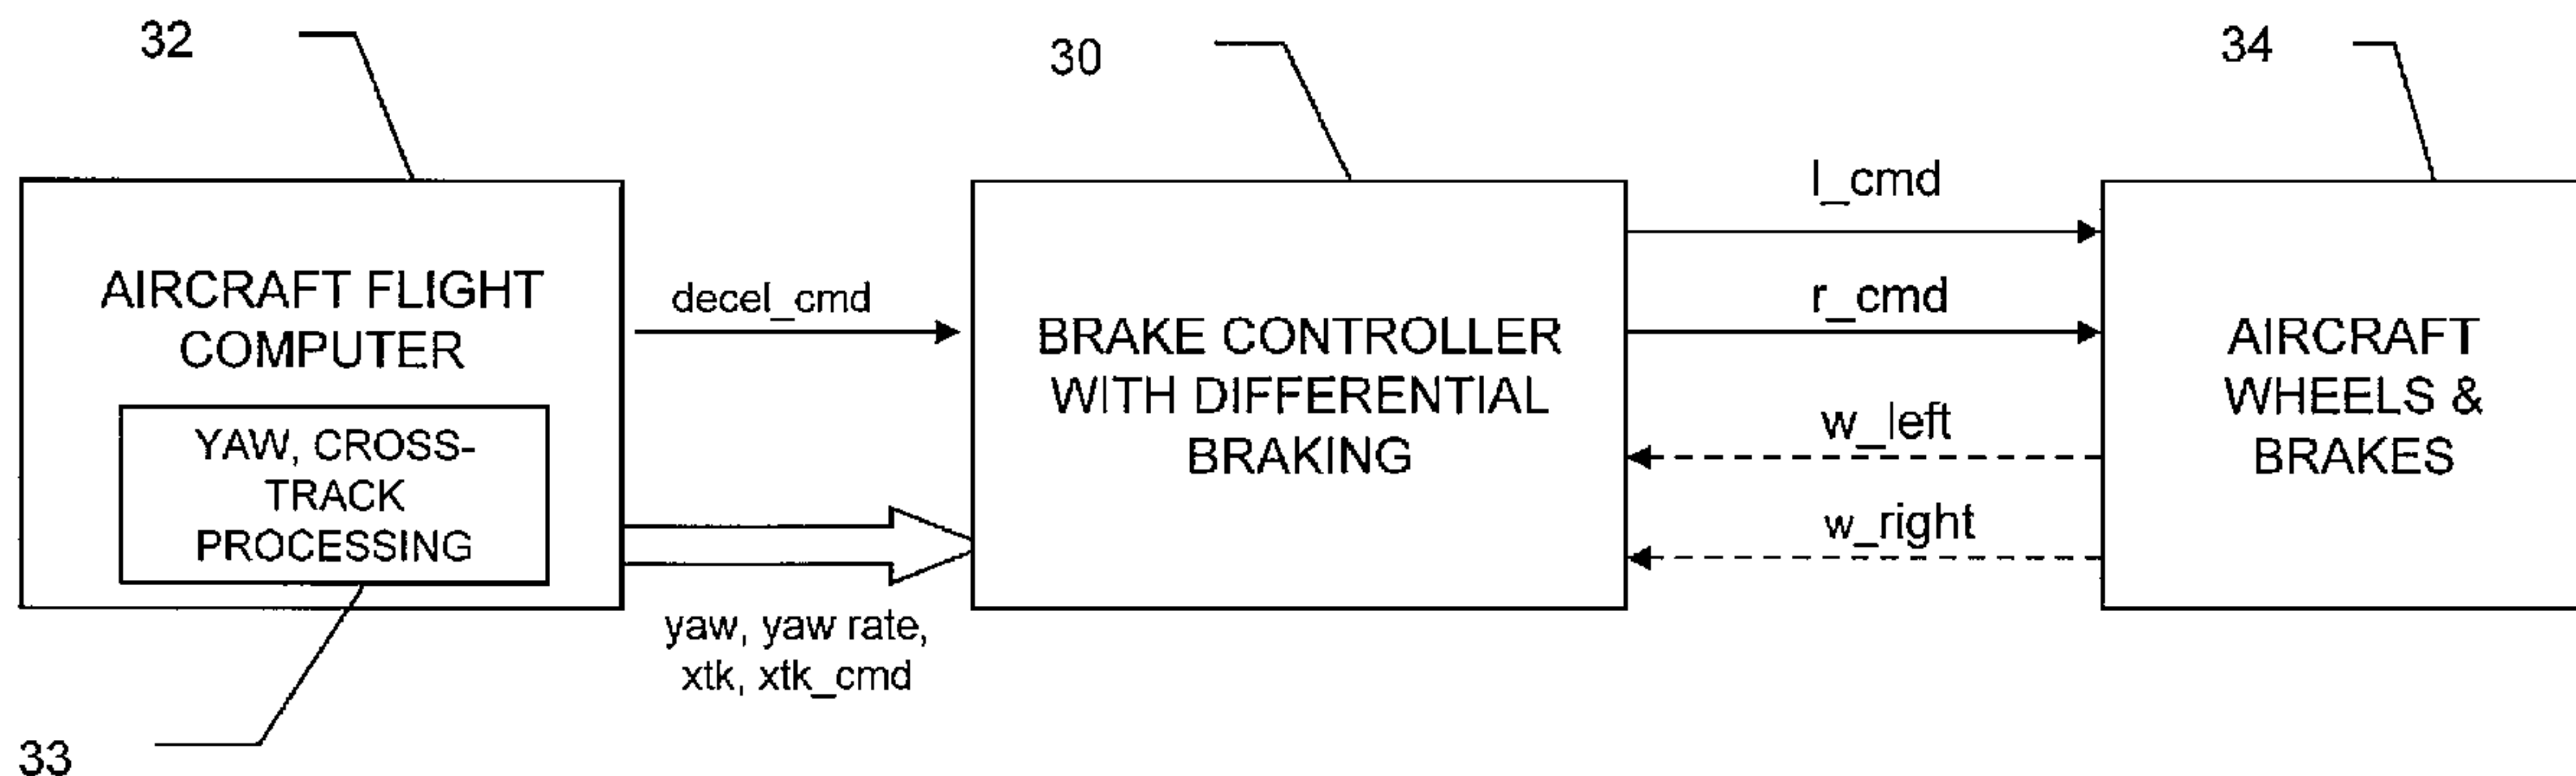 32
30
34
AIRCRAFT FLIGHT
COMPUTER
YAW, CROSS-
TRACK
PROCESSING
33
decel_cmd
yaw, yaw rate,
xtk, xtk_cmd
BRAKE CONTROLLER
WITH DIFFERENTIAL
BRAKING
l_cmd
r_cmd
w_left
w_right
AIRCRAFT
WHEELS &
BRAKES